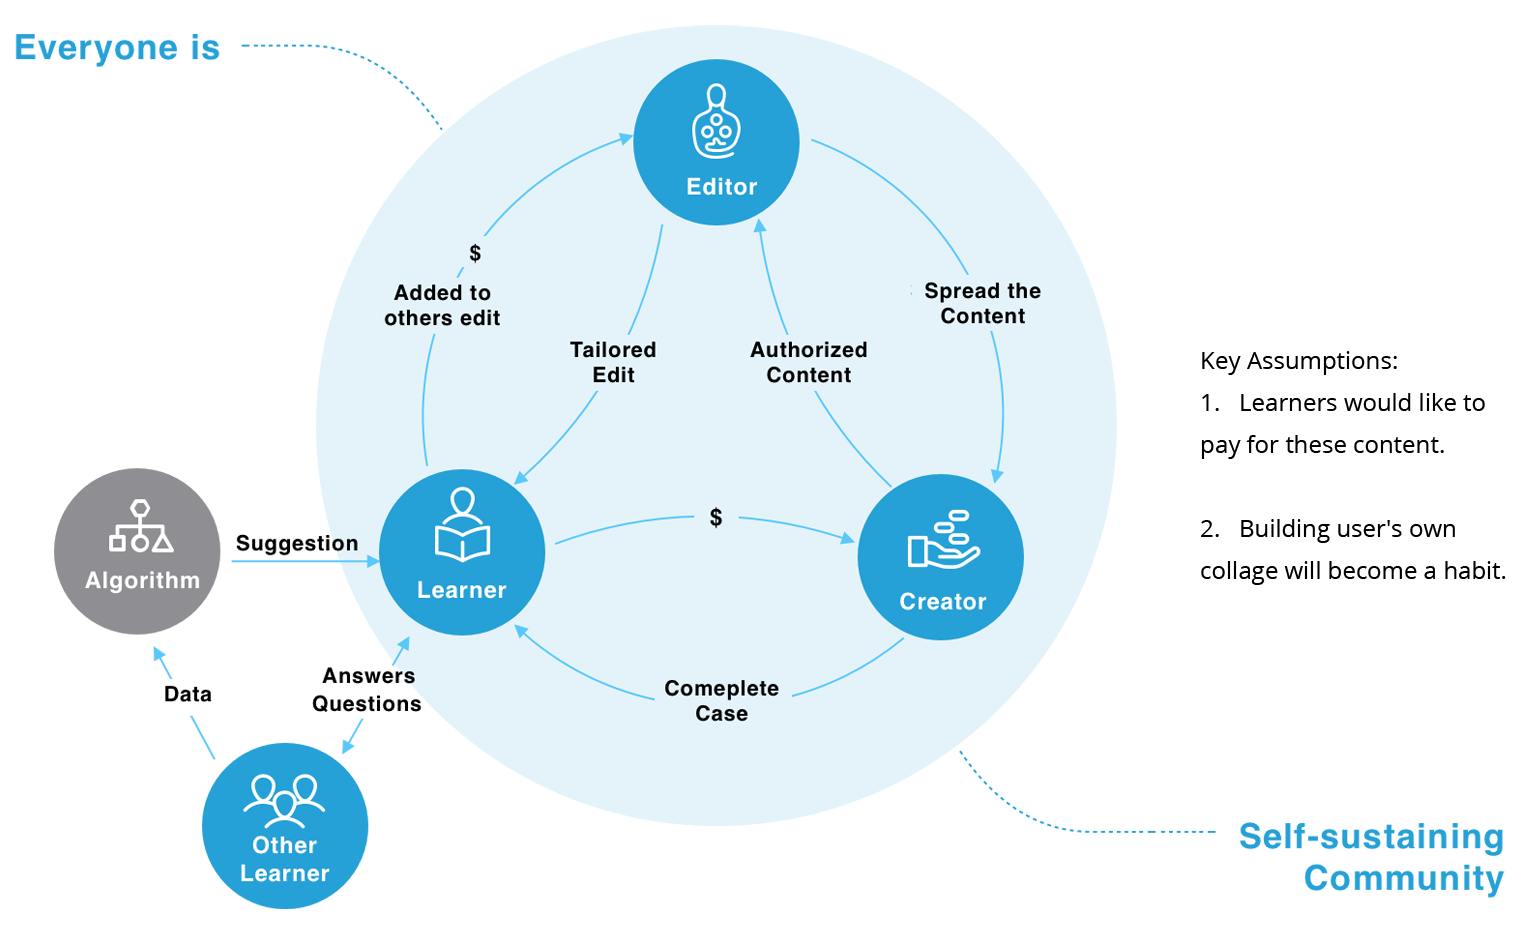 Everyone is
Editor
$
Added to
others edit
Spread the
Content
Tailored
Edit
Authorized
Content
Key Assumptions:
1. Learners would like to
pay for these content.
2. Building user's own
collage will become a habit.
$
Suggestion
Algorithm
Learner
Creator
Answers
Questions
Data
Comeplete
Case
Other
Learner
Self-sustaining
Community